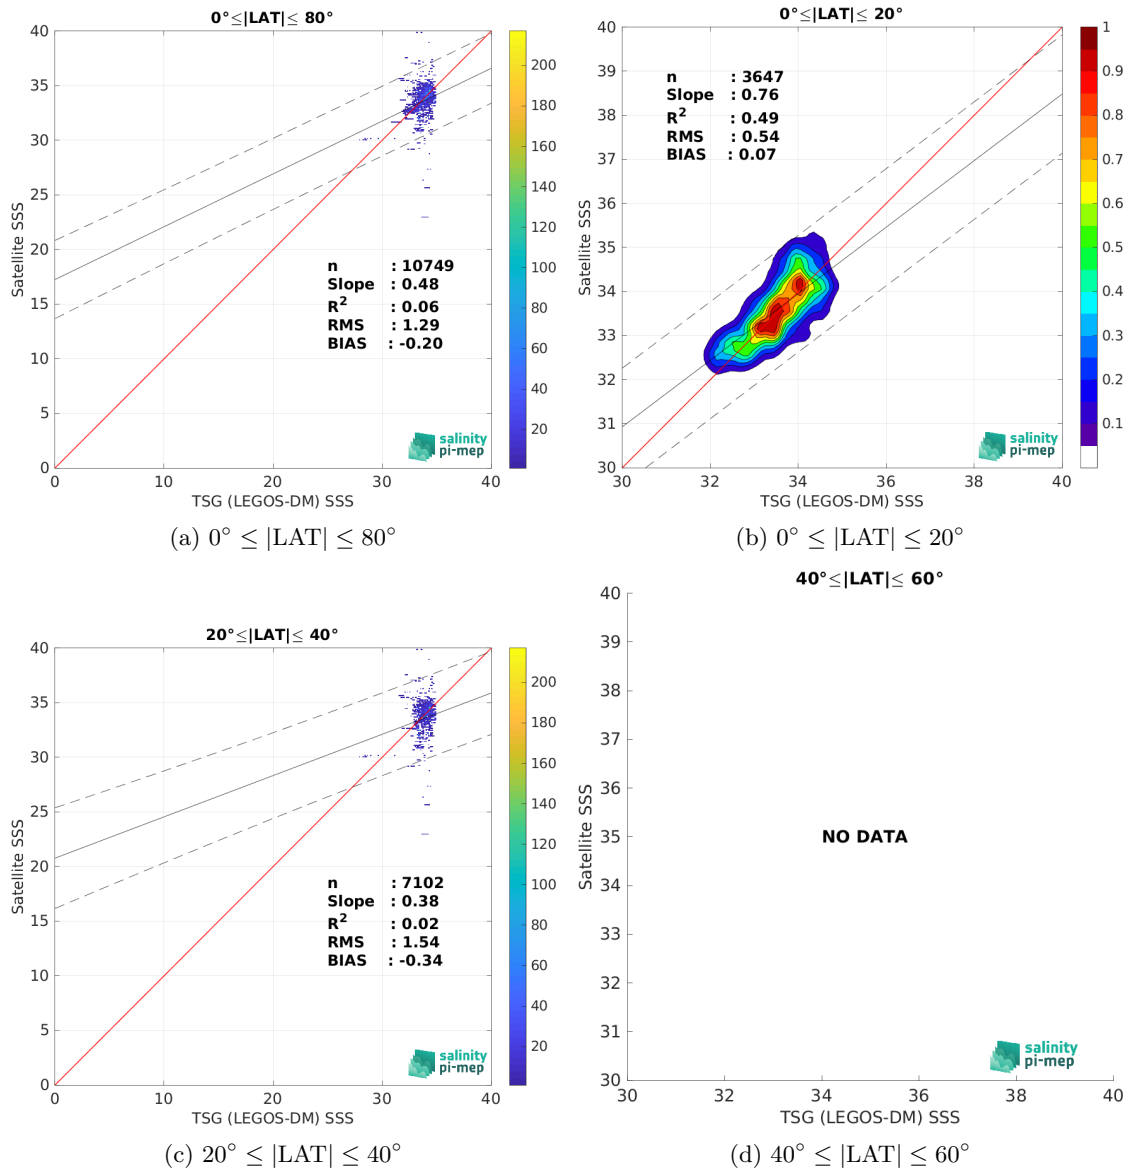 0°≤|LAT|≤ 80°
40
35
30
25
20
15
10
5
0
Satellite SSS
n : 10749
Slope : 0.48
R2 : 0.06
RMS : 1.29
BIAS : -0.20
200
180
160
140
120
100
80
60
40
20
salinity
pi-mep
0 10 20 30 40
TSG (LEGOS-DM) SSS
(a) 0° ≤ |LAT| ≤ 80°
0°≤|LAT|≤ 20°
40
39
38
37
36
35
34
33
32
31
30
Satellite SSS
n : 3647
Slope : 0.76
R2 : 0.49
RMS : 0.54
BIAS : 0.07
1
0.9
0.8
0.7
0.6
0.5
0.4
0.3
0.2
0.1
salinity
pi-mep
30 32 34 36 38 40
TSG (LEGOS-DM) SSS
(b) 0° ≤ |LAT| ≤ 20°
20°≤|LAT|≤ 40°
40
35
30
25
20
15
10
5
0
Satellite SSS
n : 7102
Slope : 0.38
R2 : 0.02
RMS : 1.54
BIAS : -0.34
200
180
160
140
120
100
80
60
40
20
salinity
pi-mep
0 10 20 30 40
TSG (LEGOS-DM) SSS
(c) 20° ≤ |LAT| ≤ 40°
40°≤|LAT|≤ 60°
40
39
38
37
36
35
34
33
32
31
30
Satellite SSS
NO DATA
salinity
pi-mep
30 32 34 36 38 40
TSG (LEGOS-DM) SSS
(d) 40° ≤ |LAT| ≤ 60°